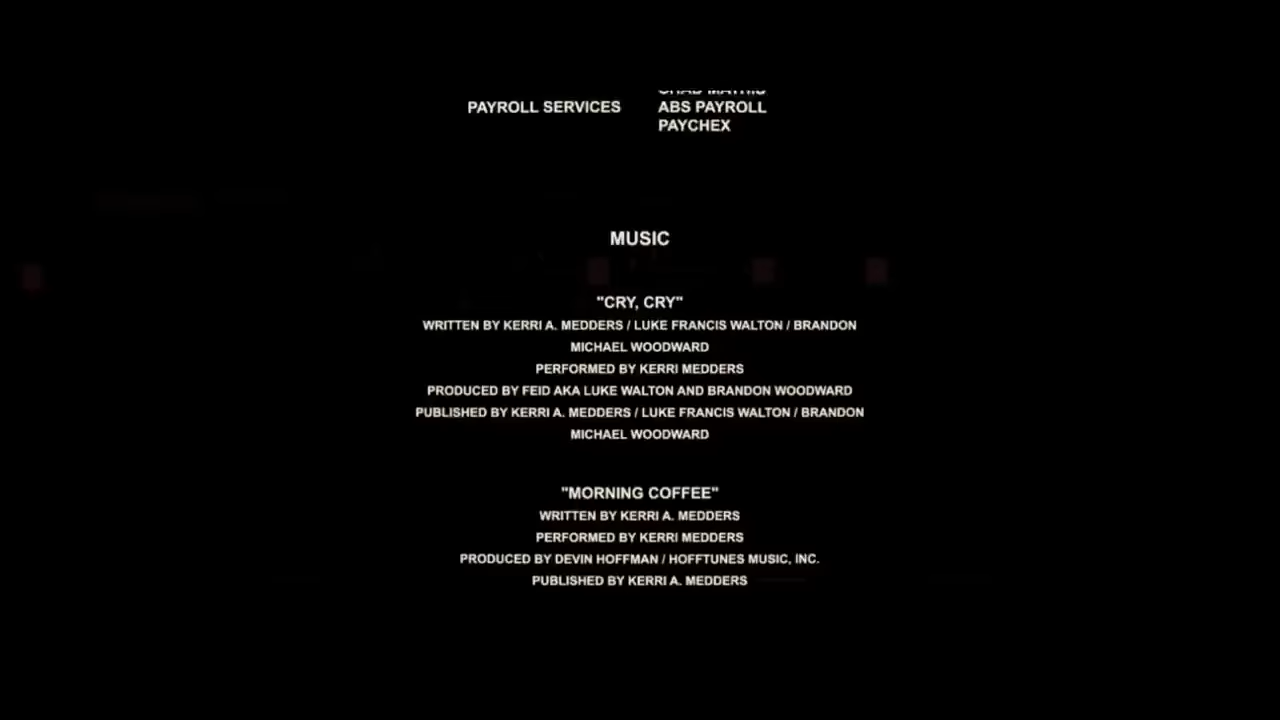 PAYROLL SERVICES ABS PAYROLL
PAYCHEX
MUSIC
"CRY, CRY"
WRITTEN BY KERRI A. MEDDERS / LUKE FRANCIS WALTON / BRANDON
MICHAEL WOODWARD
PERFORMED BY KERRI MEDDERS
PRODUCED BY FEID AKA LUKE WALTON AND BRANDON WOODWARD
PUBLISHED BY KERRI A. MEDDERS / LUKE FRANCIS WALTON / BRANDON
MICHAEL WOODWARD
"MORNING COFFEE"
WRITTEN BY KERRI A. MEDDERS
PERFORMED BY KERRI MEDDERS
PRODUCED BY DEVIN HOFFMAN / HOFFTUNES MUSIC, INC.
PUBLISHED BY KERRI A. MEDDERS